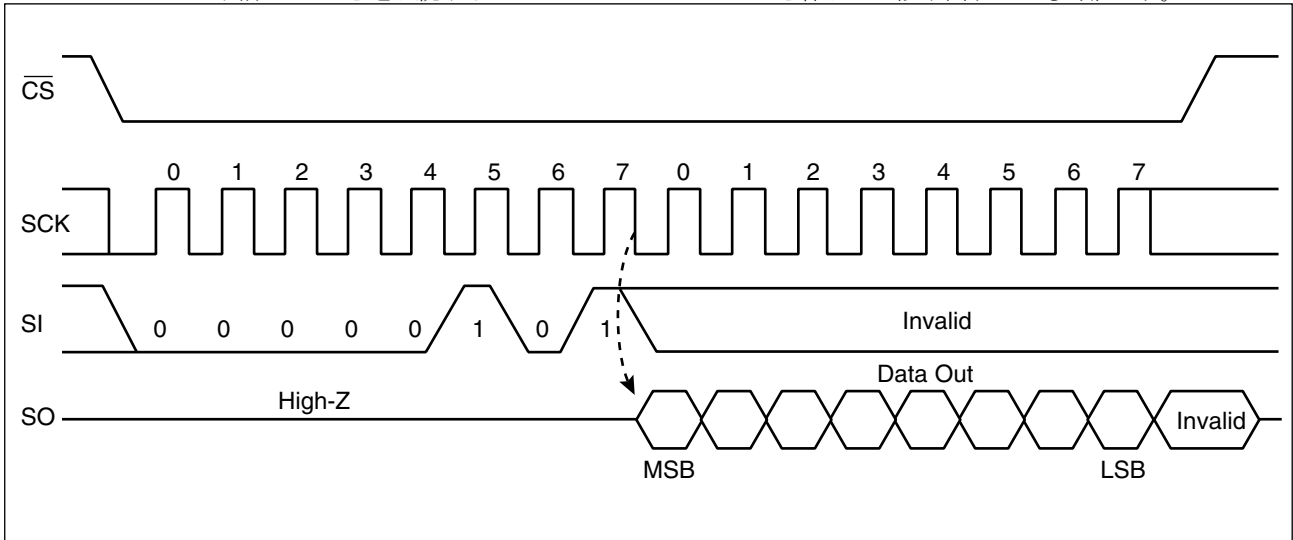 CS
0 1 2 3 4 5 6 7 0 1 2 3 4 5 6 7
SCK
SI 0 0 0 0 0 1 0 1 Invalid
Data Out
High-Z
SO Invalid
MSB LSB